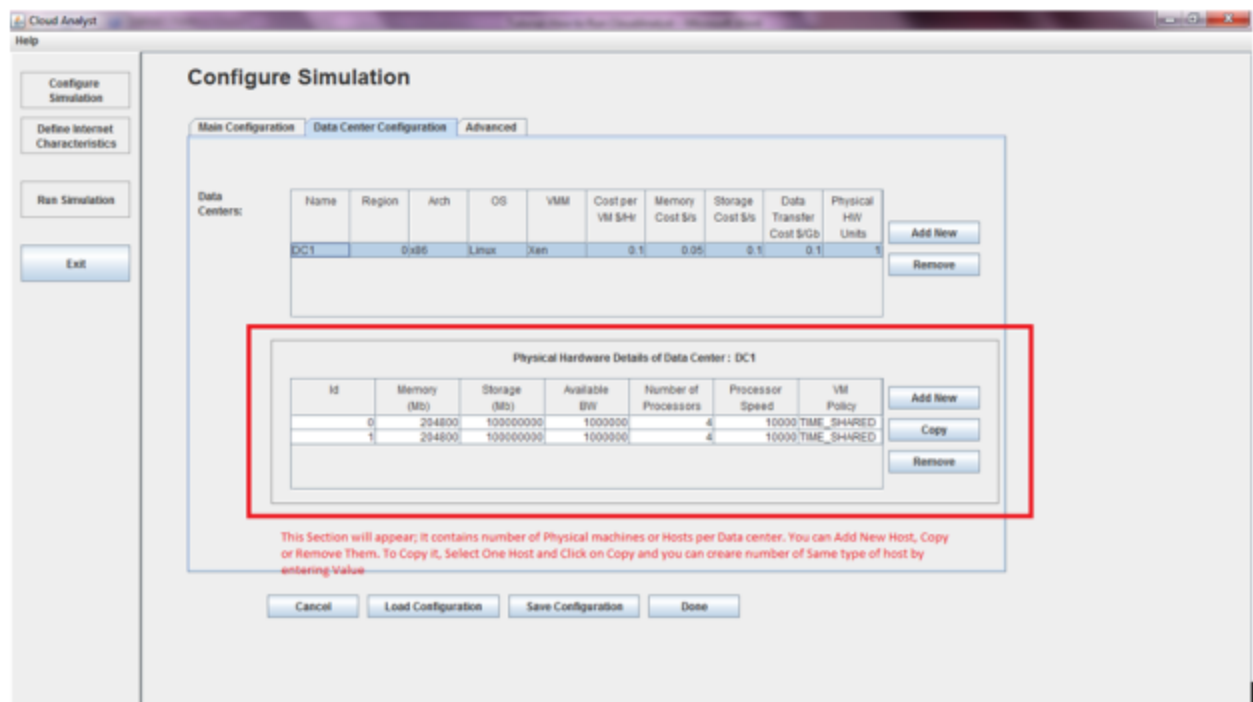 Cloud Analyst
Help
Configure
Simulation
Define Internet
Characteristics
Run Simulation
Exit
Configure Simulation
Main Configuration Data Center Configuration Advanced
Data
Centers:
Name Region Arch OS VMM Cost per VM $/Hr Memory Cost $/s Storage Cost $/s Data Transfer Cost $/Gb Physical HW Units
DC1 0 x86 Linux Xen 0.1 0.05 0.1 0.1 1
Add New
Remove
Physical Hardware Details of Data Center : DC1
Id Memory (Mb) Storage (Mb) Available BW Number of Processors Processor Speed VM Policy
0 204800 100000000 1000000 4 10000 TIME_SHARED
1 204800 100000000 1000000 4 10000 TIME_SHARED
Add New
Copy
Remove
This Section will appear; It contains number of Physical machines or Hosts per Data center. You can Add New Host, Copy
or Remove Them. To Copy it, Select One Host and Click on Copy and you can creare number of Same type of host by
entering Value
Cancel Load Configuration Save Configuration Done